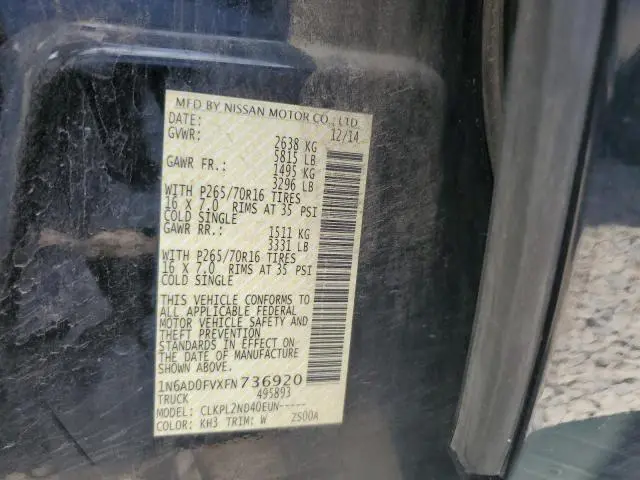 MFD BY NISSAN MOTOR CO., LTD.
DATE: 12/14
GVWR: 2638 KG
5815 LB
GAWR FR.: 1495 KG
3296 LB
WITH P265/70R16 TIRES
16 X 7.0 RIMS AT 35 PSI
COLD SINGLE
GAWR RR.: 1511 KG
3331 LB
WITH P265/70R16 TIRES
16 X 7.0 RIMS AT 35 PSI
COLD SINGLE
THIS VEHICLE CONFORMS TO
ALL APPLICABLE FEDERAL
MOTOR VEHICLE SAFETY AND
THEFT PREVENTION
STANDARDS IN EFFECT ON
THE DATE OF MANUFACTURE
SHOWN ABOVE.
1N6AD0FVXFN736920
TRUCK 495893
MODEL: CLKPL2ND40EUN-----
COLOR: KH3 TRIM: W ZS00A